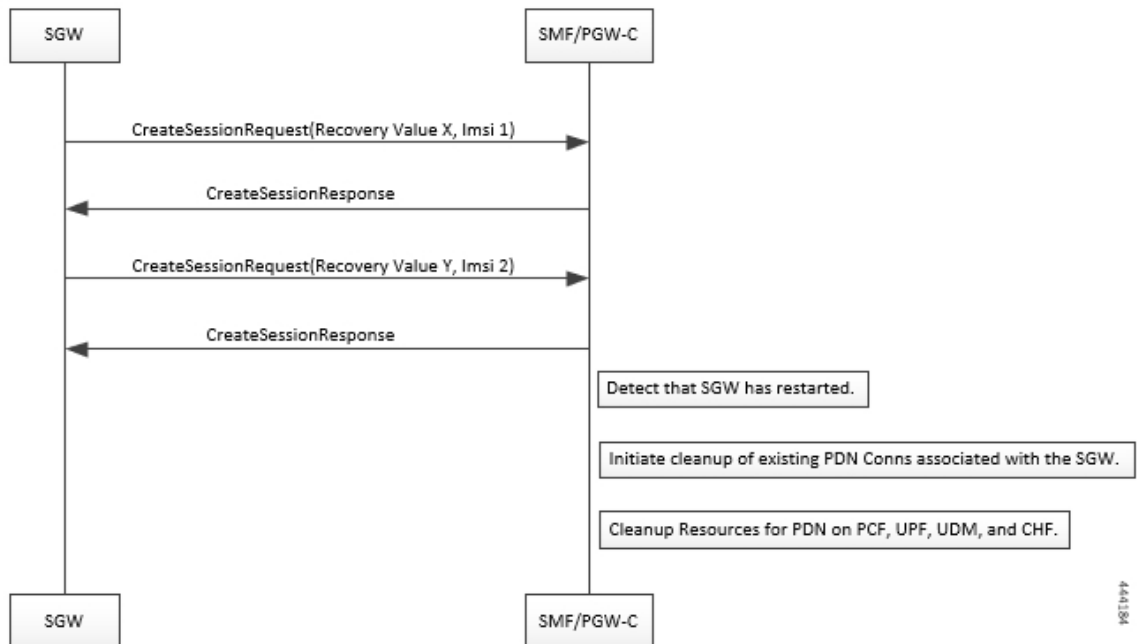 SGW
SMF/PGW-C
CreateSessionRequest(Recovery Value X, Imsi 1)
CreateSessionResponse
CreateSessionRequest(Recovery Value Y, Imsi 2)
CreateSessionResponse
Detect that SGW has restarted.
Initiate cleanup of existing PDN Conns associated with the SGW.
Cleanup Resources for PDN on PCF, UPF, UDM, and CHF.
SGW
SMF/PGW-C
444184